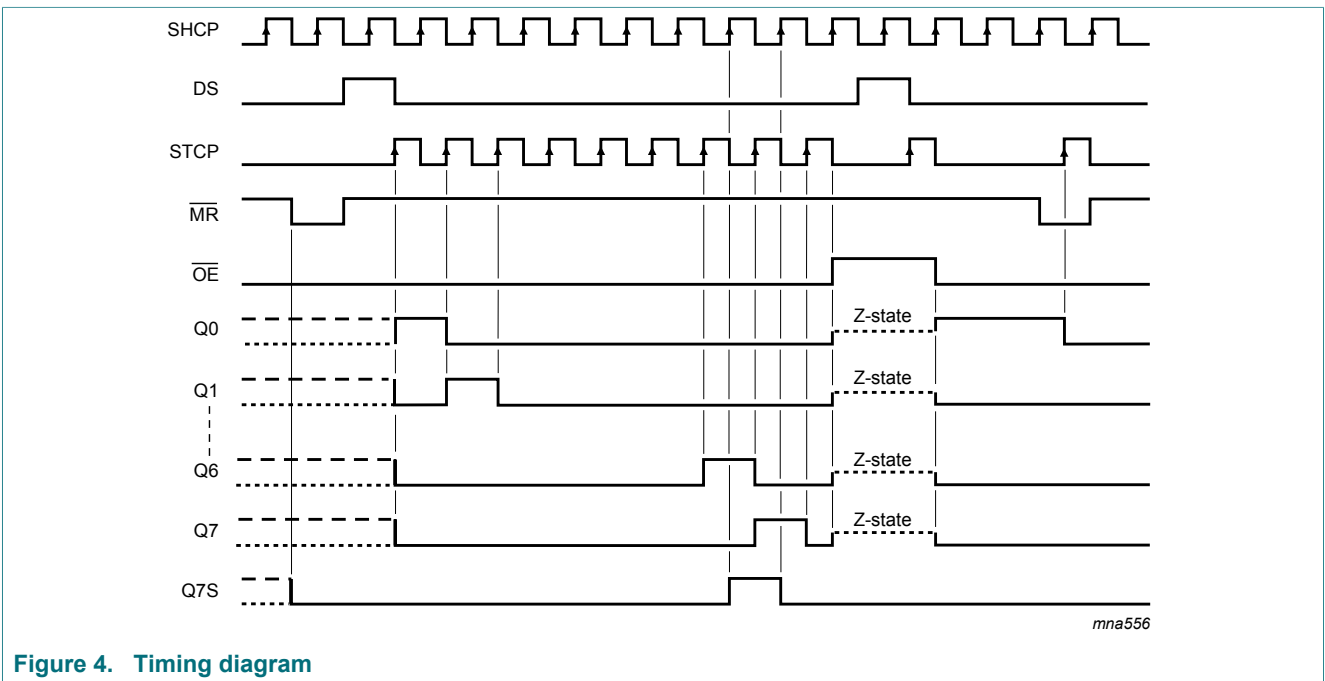 SHCP
DS
STCP
MR
OE
Q0
Z-state
Q1
Z-state
Q6
Z-state
Q7
Z-state
Q7S
mna556
Figure 4. Timing diagram